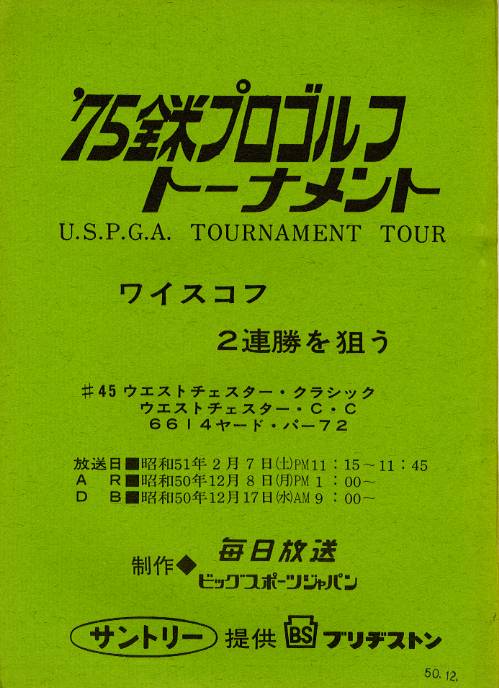 '75全米プロゴルフ
トーナメント
U.S.P.G.A. TOURNAMENT TOUR
ワイスコフ
2連勝を狙う
♯45 ウエストチェスター・クラシック
ウエストチェスター・C・C
6614ヤード・パー72
放送日■昭和51年2月7日(土)PM11：15〜11：45
A R■昭和50年12月8日(月)PM1：00〜
D B■昭和50年12月17日(水)AM9：00〜
制作◆毎日放送
ビッグスポーツジャパン
サントリー 提供 BS ブリヂストン
50.12.